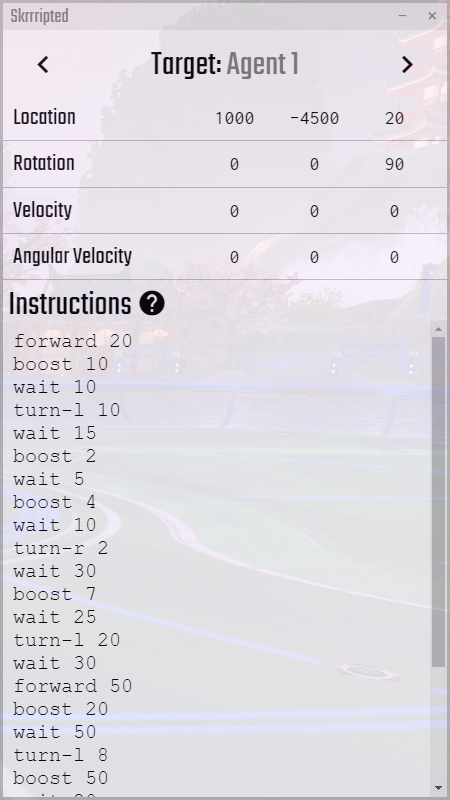 Skrrripted
Target: Agent 1
Location 1000 -4500 20
Rotation 0 0 90
Velocity 0 0 0
Angular Velocity 0 0 0
Instructions ?
forward 20
boost 10
wait 10
turn-l 10
wait 15
boost 2
wait 5
boost 4
wait 10
turn-r 2
wait 30
boost 7
wait 25
turn-l 20
wait 30
forward 50
boost 20
wait 50
turn-l 8
boost 50